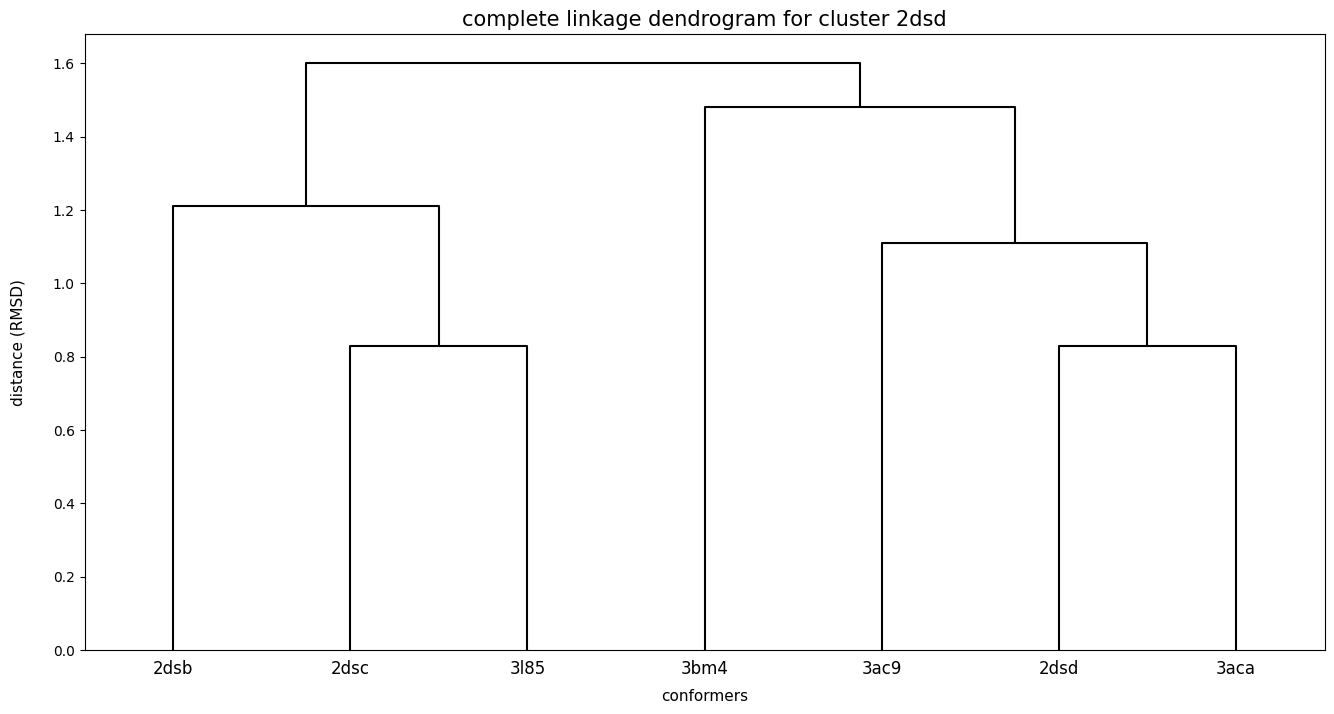 complete linkage dendrogram for cluster 2dsd
distance (RMSD)
1.6
1.4
1.2
1.0
0.8
0.6
0.4
0.2
0.0
2dsb 2dsc 3l85 3bm4 3ac9 2dsd 3aca
conformers